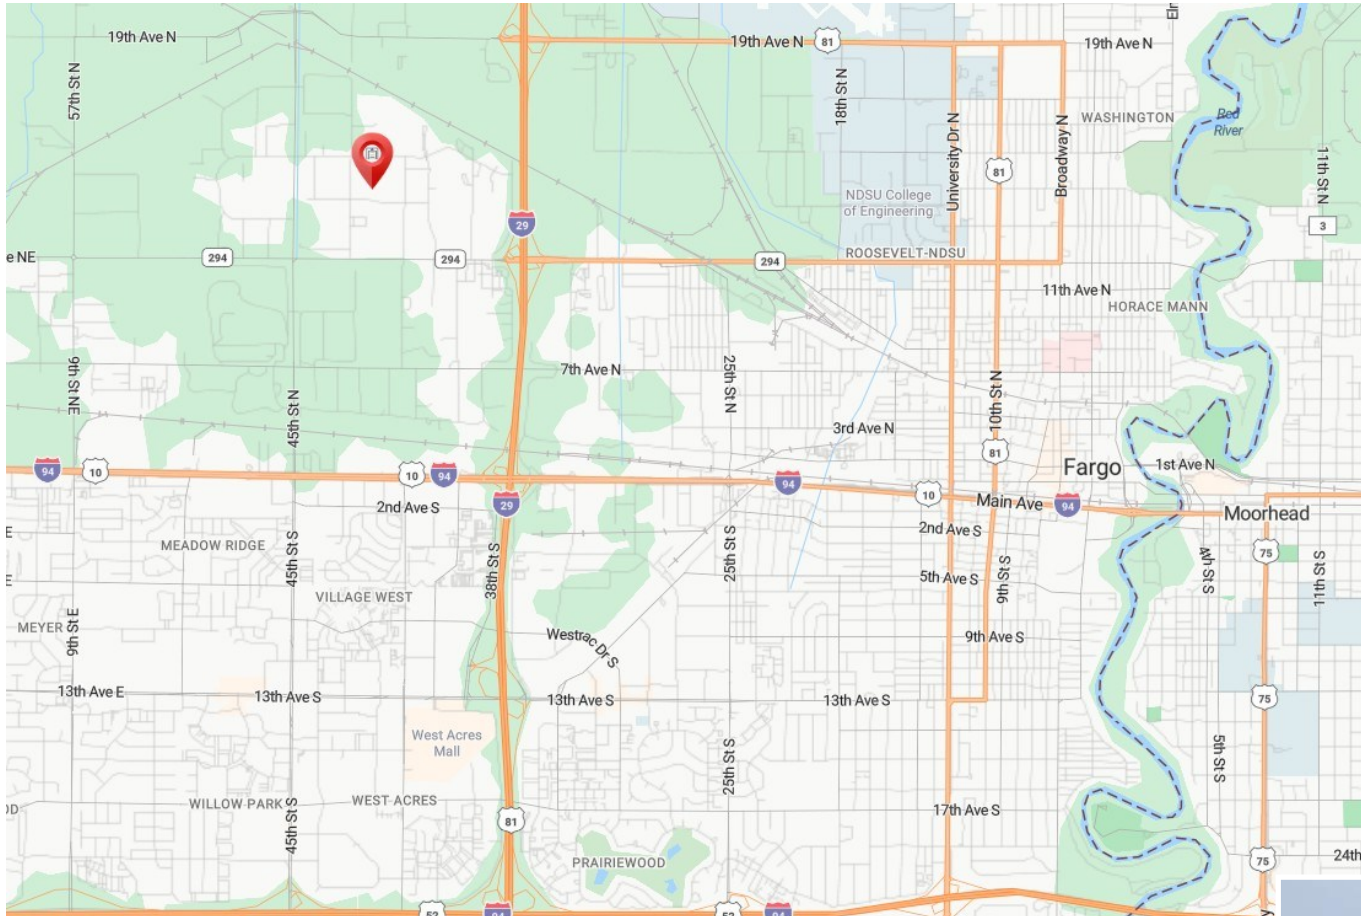 19th Ave N
81
19th Ave N
Elm
57th St N
18th St N
University Dr N
Broadway N
WASHINGTON
Red
River
11th St N
81
NDSU College
of Engineering
29
3
e NE
294
294
294
ROOSEVELT-NDSU
11th Ave N
HORACE MANN
9th St NE
45th St N
7th Ave N
25th St N
10th St N
3rd Ave N
81
Fargo
1st Ave N
94
10
10
94
94
10
Main Ave
94
Moorhead
29
2nd Ave S
2nd Ave S
MEADOW RIDGE
45th St S
38th St S
25th St S
75
4th St S
11th St S
E
E
VILLAGE WEST
5th Ave S
9th St S
MEYER
9th St E
Westrac Dr S
9th Ave S
13th Ave E
13th Ave S
13th Ave S
13th Ave S
75
West Acres
Mall
25th St S
5th St S
OD
WILLOW PARK
45th St S
WEST ACRES
17th Ave S
81
PRAIRIEWOOD
75
24th
52
94
52
94
y